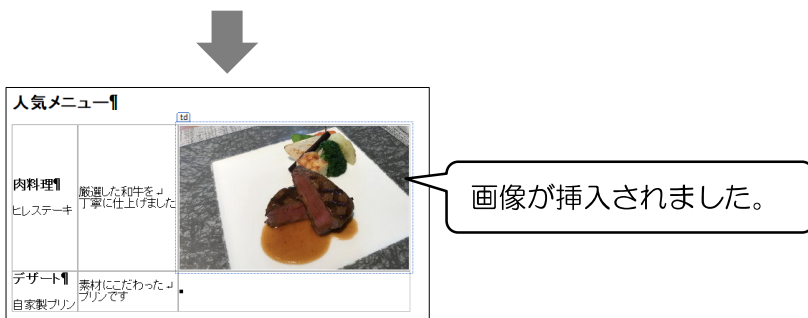 人気メニュー¶
td
肉料理¶
ヒレステーキ
厳選した和牛を↵
丁寧に仕上げました
画像が挿入されました。
デザート¶
自家製プリン
素材にこだわった↵
プリンです